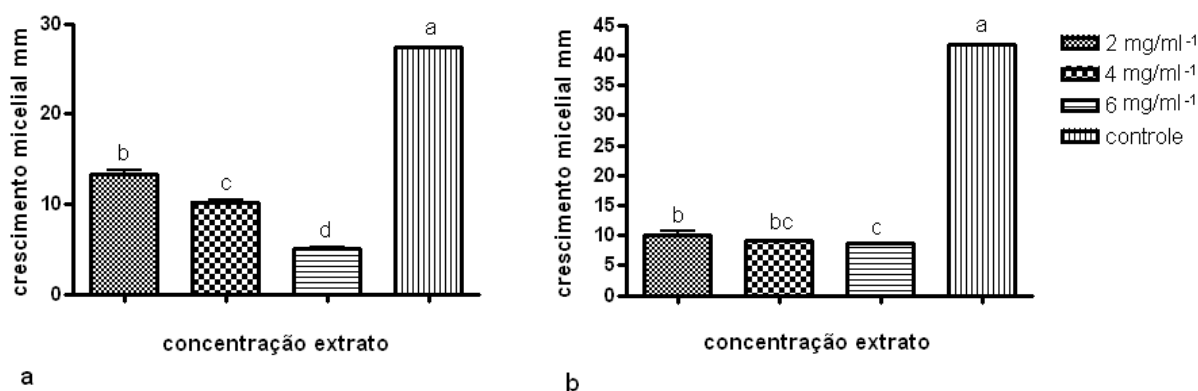 crescimento micelial mm
30
20
10
0
b
c
d
a
concentração extrato
a
crescimento micelial mm
45
40
35
30
25
20
15
10
5
0
b
bc
c
a
concentração extrato
b
2 mg/ml⁻¹
4 mg/ml⁻¹
6 mg/ml⁻¹
controle